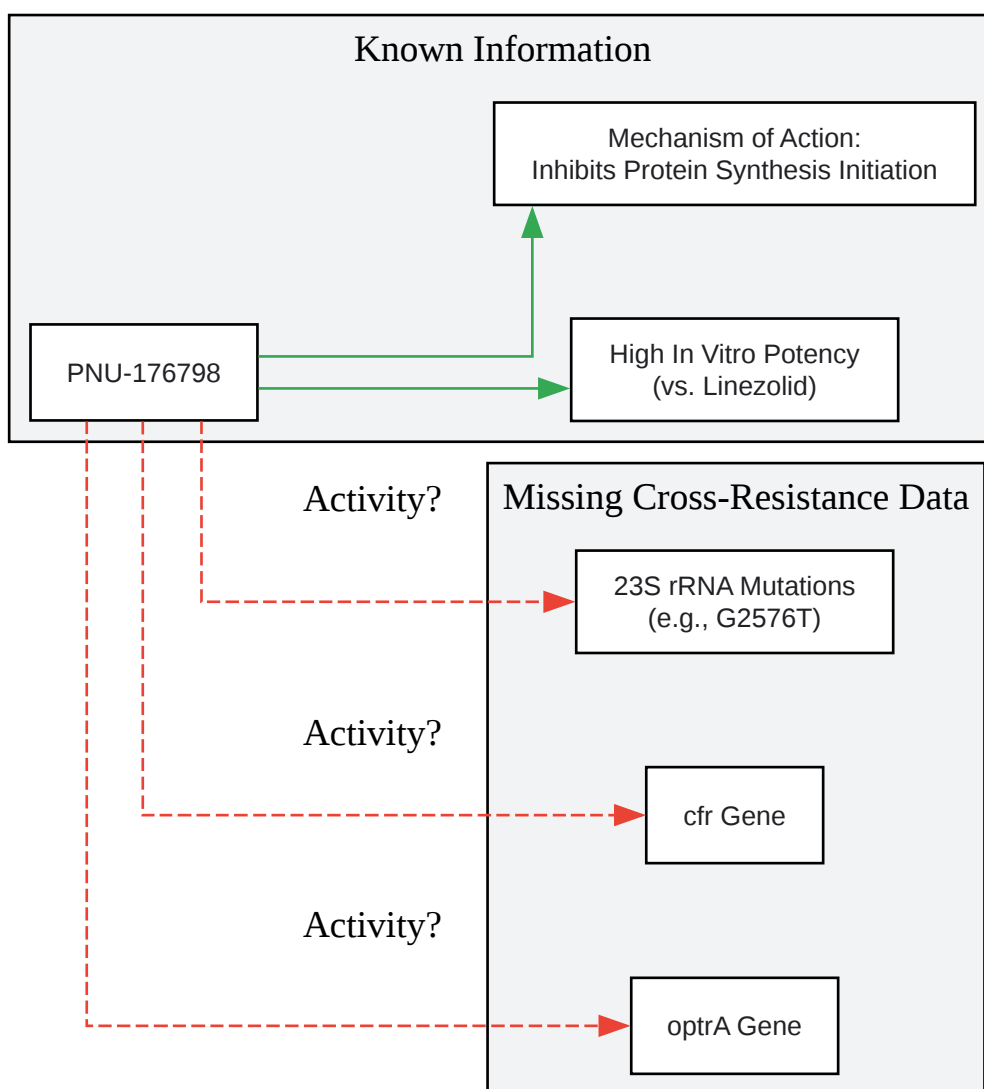 Known Information
Mechanism of Action:
Inhibits Protein Synthesis Initiation
PNU-176798
High In Vitro Potency
(vs. Linezolid)
Activity?
Missing Cross-Resistance Data
23S rRNA Mutations
(e.g., G2576T)
Activity?
cfr Gene
Activity?
optrA Gene